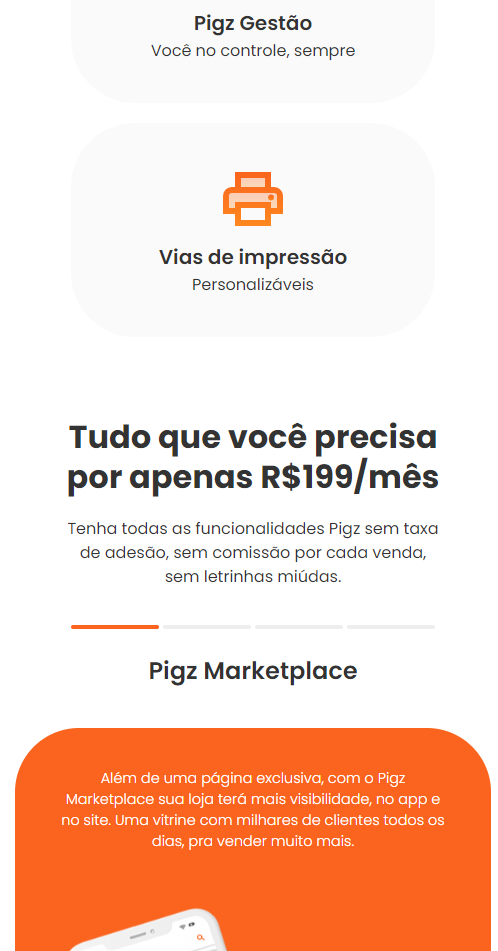 Pigz Gestão
Você no controle, sempre
Vias de impressão
Personalizáveis
Tudo que você precisa
por apenas R$199/mês
Tenha todas as funcionalidades Pigz sem taxa
de adesão, sem comissão por cada venda,
sem letrinhas miúdas.
Pigz Marketplace
Além de uma página exclusiva, com o Pigz
Marketplace sua loja terá mais visibilidade, no app e
no site. Uma vitrine com milhares de clientes todos os
dias, pra vender muito mais.